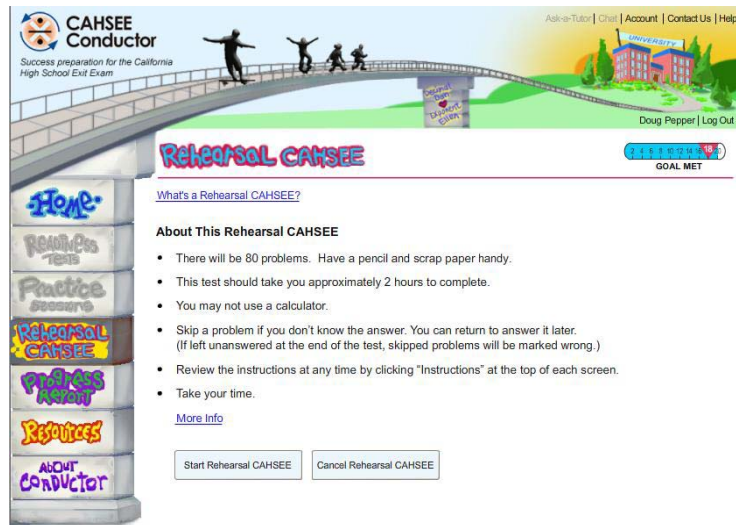 CAHSEE
Conductor
Success preparation for the California
High School Exit Exam
Ask-a-Tutor | Chat | Account | Contact Us | Help
UNIVERSITY
Decimal
Dan
Exponent
Ellen
Doug Pepper | Log Out
Rehearsal CAHSEE
2 4 6 8 10 12 14 16 18 20
GOAL MET
Home
Readiness
Tests
Practice
Sessions
Rehearsal
CAHSEE
Progress
Report
Resources
About
Conductor
What's a Rehearsal CAHSEE?
About This Rehearsal CAHSEE
• There will be 80 problems. Have a pencil and scrap paper handy.
• This test should take you approximately 2 hours to complete.
• You may not use a calculator.
• Skip a problem if you don't know the answer. You can return to answer it later.
(If left unanswered at the end of the test, skipped problems will be marked wrong.)
• Review the instructions at any time by clicking “Instructions” at the top of each screen.
• Take your time.
More Info
Start Rehearsal CAHSEE
Cancel Rehearsal CAHSEE